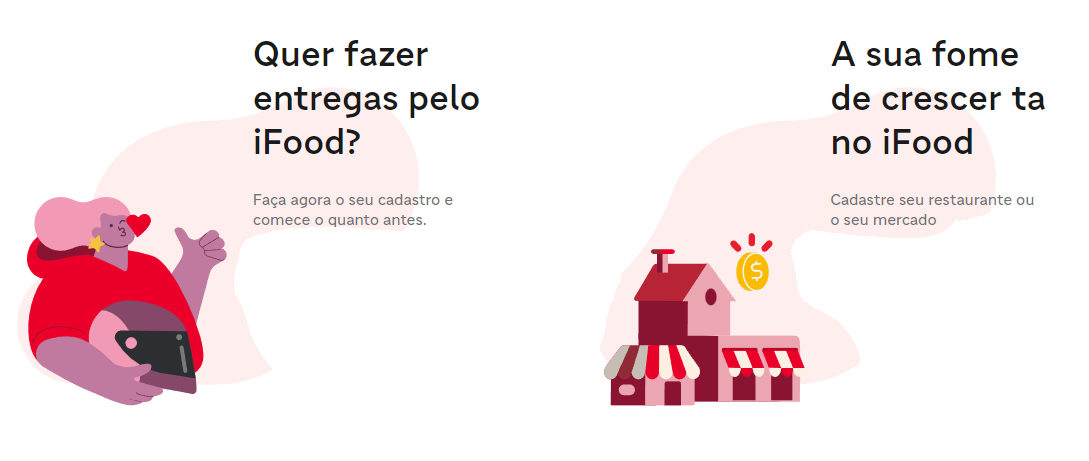 Quer fazer
entregas pelo
iFood?
Faça agora o seu cadastro e
comece o quanto antes.
A sua fome
de crescer ta
no iFood
Cadastre seu restaurante ou
o seu mercado
$